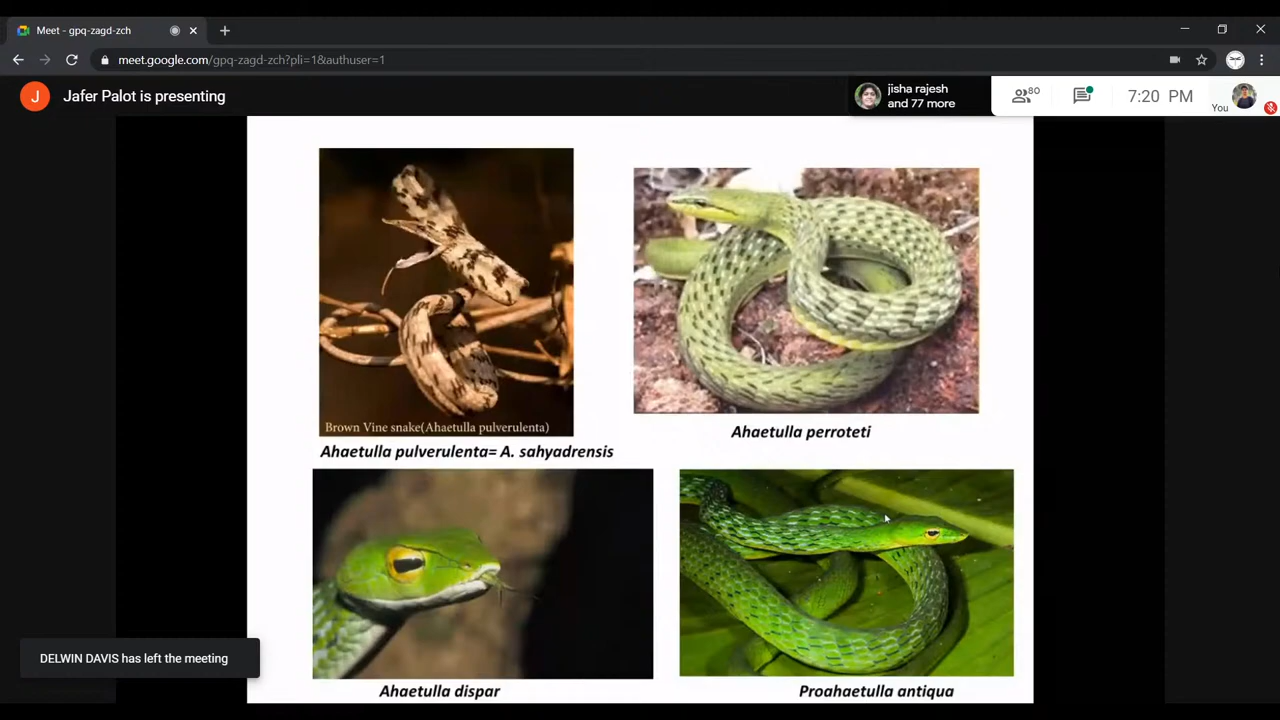 Meet - gpq-zagd-zch
meet.google.com/gpq-zagd-zch?pli=1&authuser=1
J
Jafer Palot is presenting
jisha rajesh
and 77 more
80
7:20 PM
You
Brown Vine snake(Ahaetulla pulverulenta)
Ahaetulla pulverulenta= A. sahyadrensis
Ahaetulla perroteti
Ahaetulla dispar
Proahaetulla antiqua
DELWIN DAVIS has left the meeting